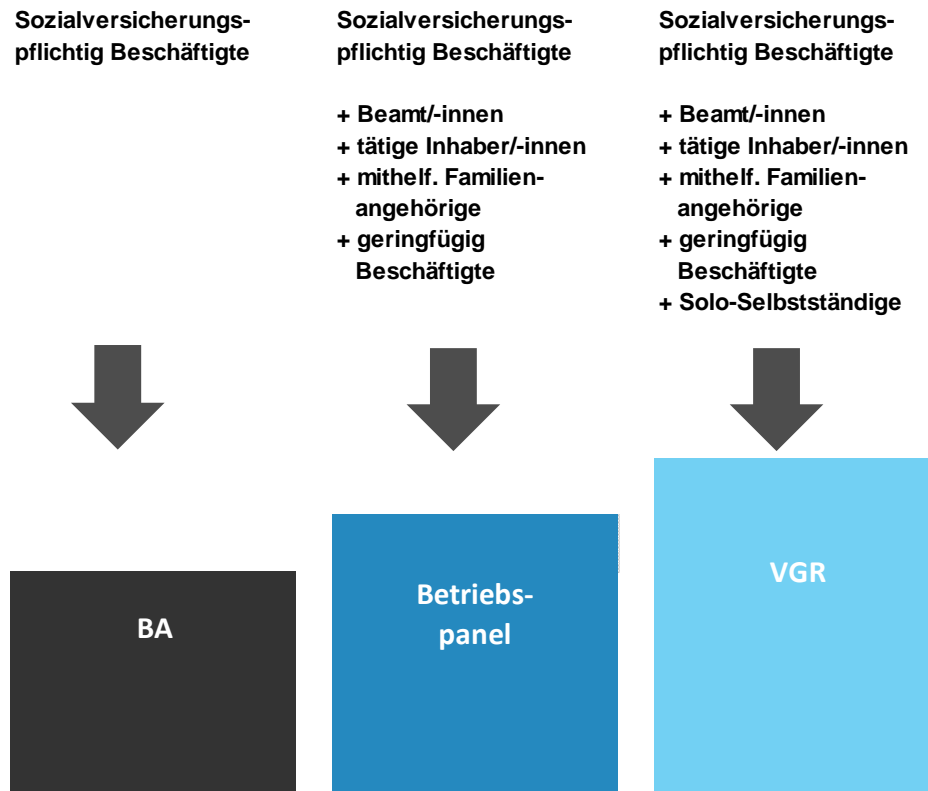 Sozialversicherungs-
pflichtig Beschäftigte
Sozialversicherungs-
pflichtig Beschäftigte
+ Beamt/-innen
+ tätige Inhaber/-innen
+ mithelf. Familien-
angehörige
+ geringfügig
Beschäftigte
Sozialversicherungs-
pflichtig Beschäftigte
+ Beamt/-innen
+ tätige Inhaber/-innen
+ mithelf. Familien-
angehörige
+ geringfügig
Beschäftigte
+ Solo-Selbstständige
BA
Betriebs-
panel
VGR